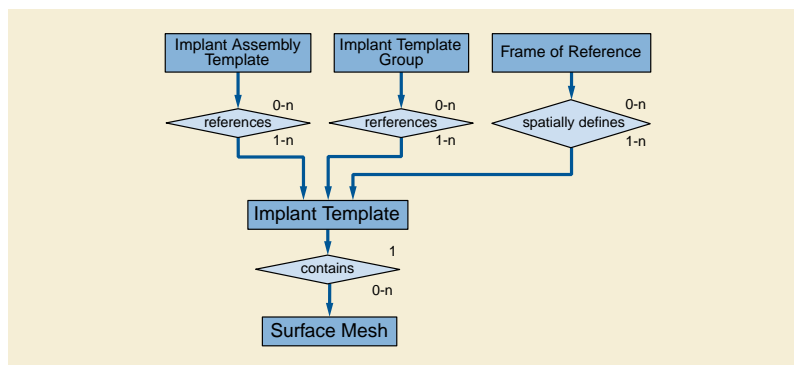 Implant Assembly
Template
Implant Template
Group
Frame of Reference
0-n
0-n
0-n
references
rerferences
spatially defines
1-n
1-n
1-n
Implant Template
1
contains
0-n
Surface Mesh